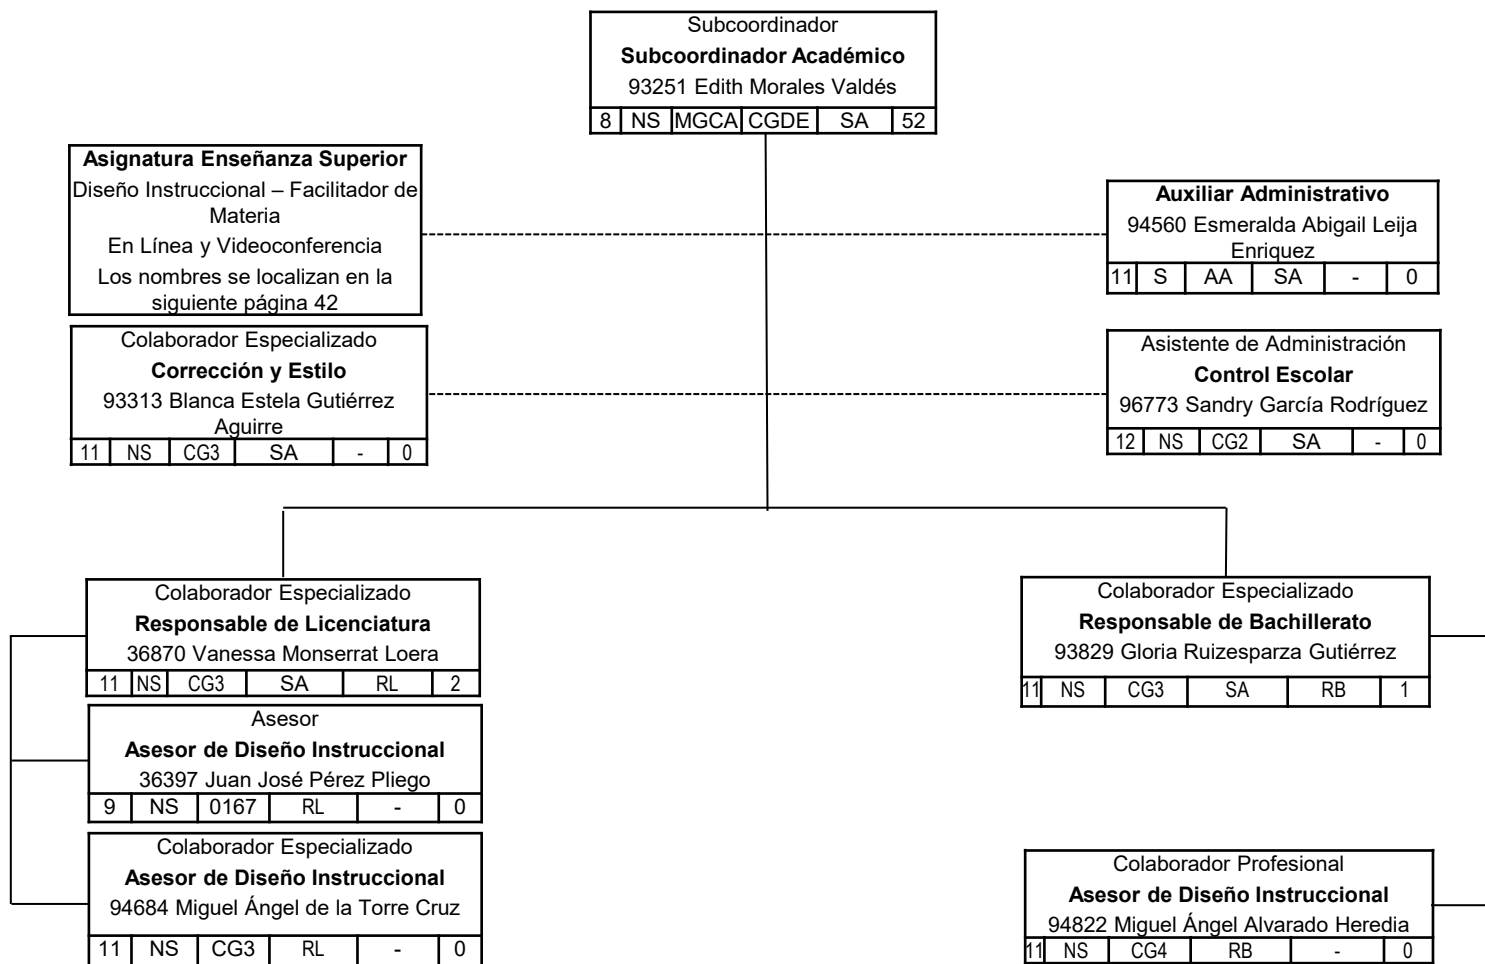 Subcoordinador
Subcoordinador Académico
93251 Edith Morales Valdés
8 NS MGCA CGDE SA 52
Asignatura Enseñanza Superior
Diseño Instruccional – Facilitador de
Materia
En Línea y Videoconferencia
Los nombres se localizan en la
siguiente página 42
Auxiliar Administrativo
94560 Esmeralda Abigail Leija
Enriquez
11 S AA SA - 0
Colaborador Especializado
Corrección y Estilo
93313 Blanca Estela Gutiérrez
Aguirre
11 NS CG3 SA - 0
Asistente de Administración
Control Escolar
96773 Sandry García Rodríguez
12 NS CG2 SA - 0
Colaborador Especializado
Responsable de Licenciatura
36870 Vanessa Monserrat Loera
11 NS CG3 SA RL 2
Colaborador Especializado
Responsable de Bachillerato
93829 Gloria Ruizesparza Gutiérrez
11 NS CG3 SA RB 1
Asesor
Asesor de Diseño Instruccional
36397 Juan José Pérez Pliego
9 NS 0167 RL - 0
Colaborador Especializado
Asesor de Diseño Instruccional
94684 Miguel Ángel de la Torre Cruz
11 NS CG3 RL - 0
Colaborador Profesional
Asesor de Diseño Instruccional
94822 Miguel Ángel Alvarado Heredia
11 NS CG4 RB - 0